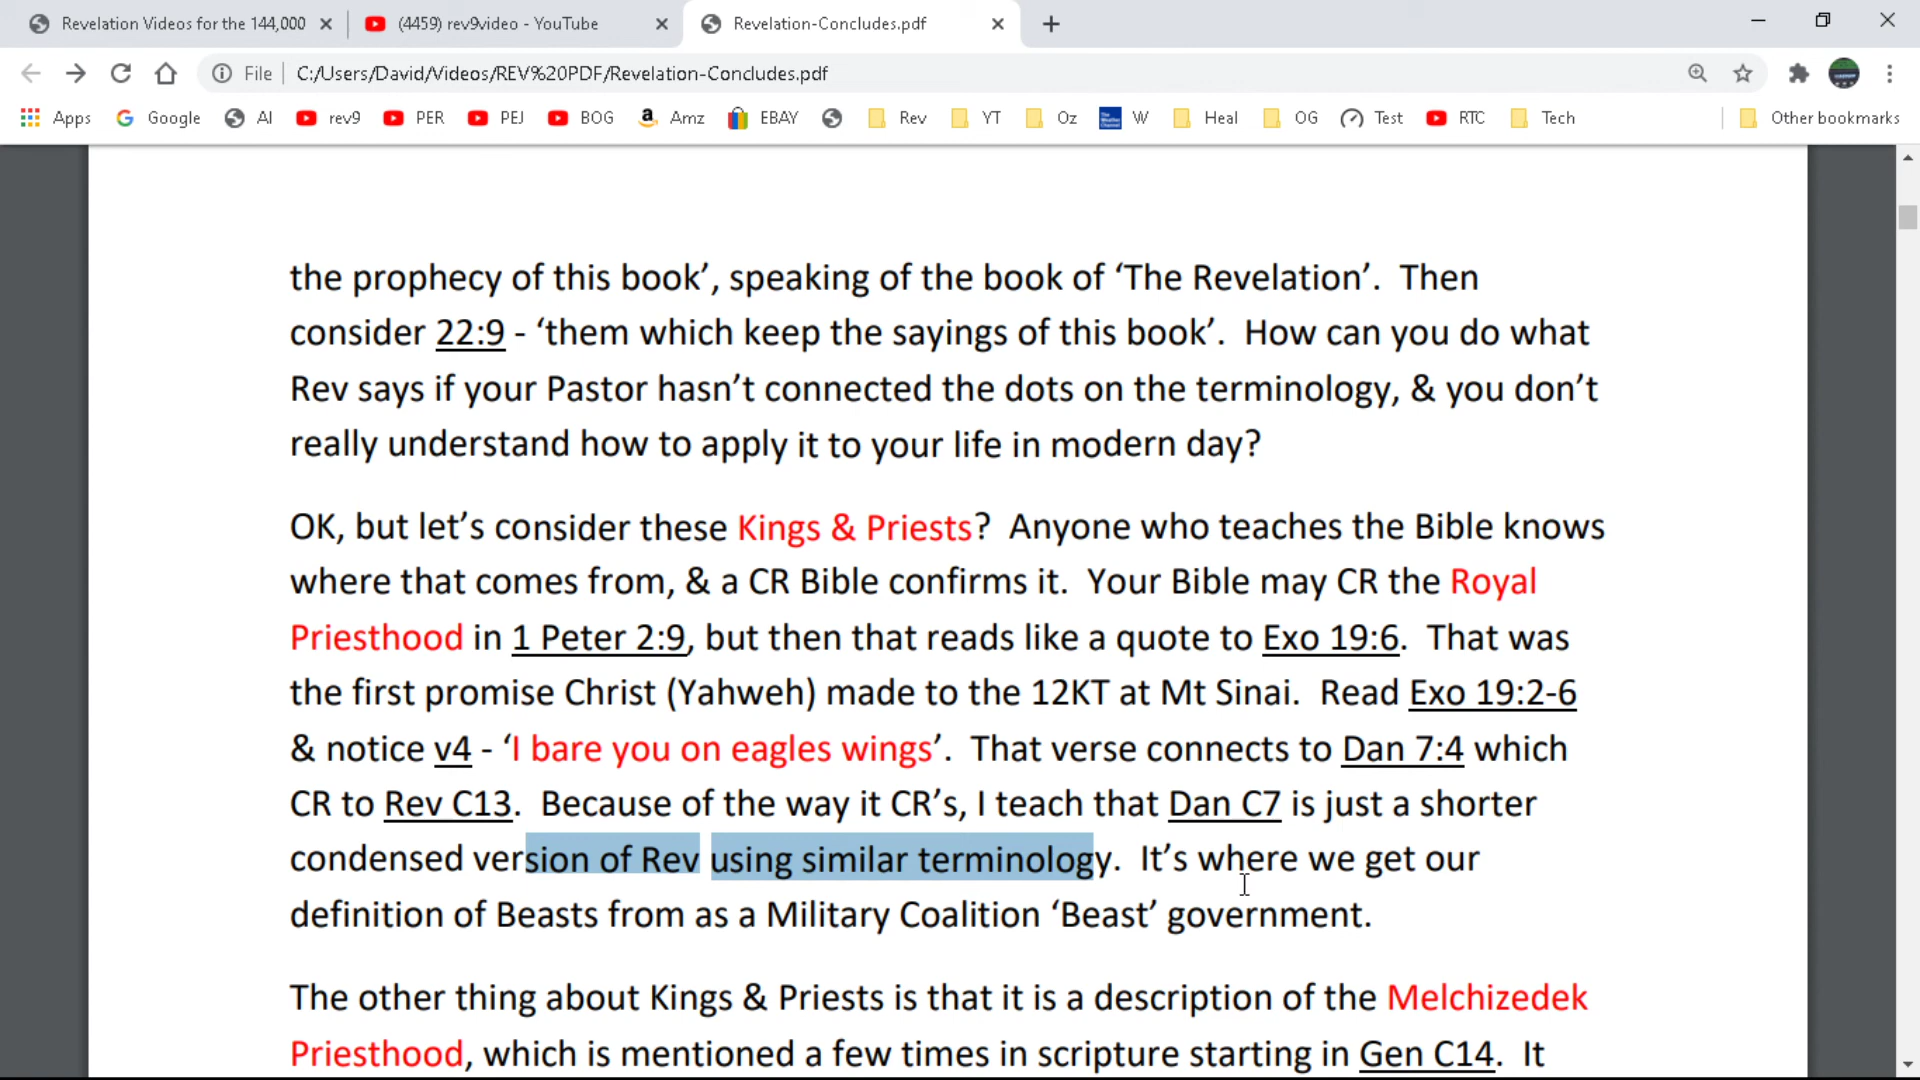 Revelation Videos for the 144,000
(4459) rev9video - YouTube
Revelation-Concludes.pdf
File
C:/Users/David/Videos/REV%20PDF/Revelation-Concludes.pdf
Apps Google AI rev9 PER PEJ BOG Amz EBAY Rev YT Oz W Heal OG Test RTC Tech Other bookmarks
the prophecy of this book’, speaking of the book of ‘The Revelation’. Then
consider 22:9 - ‘them which keep the sayings of this book’. How can you do what
Rev says if your Pastor hasn’t connected the dots on the terminology, & you don’t
really understand how to apply it to your life in modern day?
OK, but let’s consider these Kings & Priests? Anyone who teaches the Bible knows
where that comes from, & a CR Bible confirms it. Your Bible may CR the Royal
Priesthood in 1 Peter 2:9, but then that reads like a quote to Exo 19:6. That was
the first promise Christ (Yahweh) made to the 12KT at Mt Sinai. Read Exo 19:2-6
& notice v4 - ‘I bare you on eagles wings’. That verse connects to Dan 7:4 which
CR to Rev C13. Because of the way it CR’s, I teach that Dan C7 is just a shorter
condensed version of Rev using similar terminology. It’s where we get our
definition of Beasts from as a Military Coalition ‘Beast’ government.
The other thing about Kings & Priests is that it is a description of the Melchizedek
Priesthood, which is mentioned a few times in scripture starting in Gen C14. It